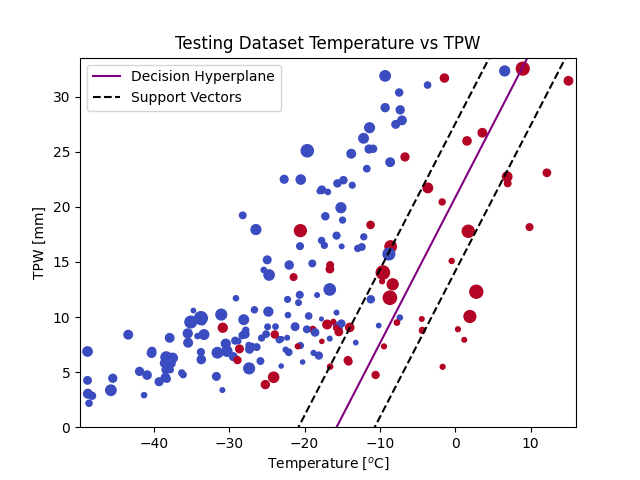 Testing Dataset Temperature vs TPW
Decision Hyperplane
Support Vectors
TPW [mm]
30
25
20
15
10
5
0
−40 −30 −20 −10 0 10
Temperature [°C]